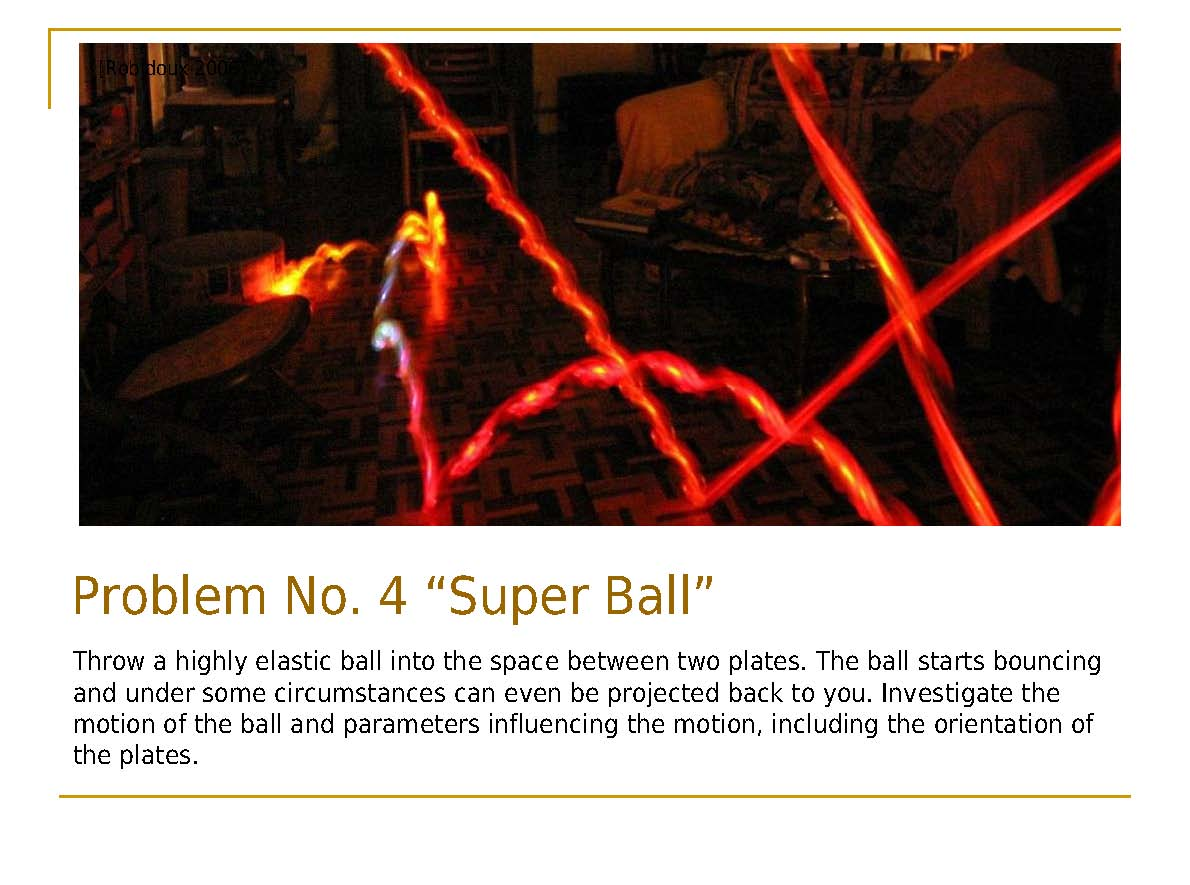 [Robidoux 2006]
Problem No. 4 “Super Ball”
Throw a highly elastic ball into the space between two plates. The ball starts bouncing
and under some circumstances can even be projected back to you. Investigate the
motion of the ball and parameters influencing the motion, including the orientation of
the plates.